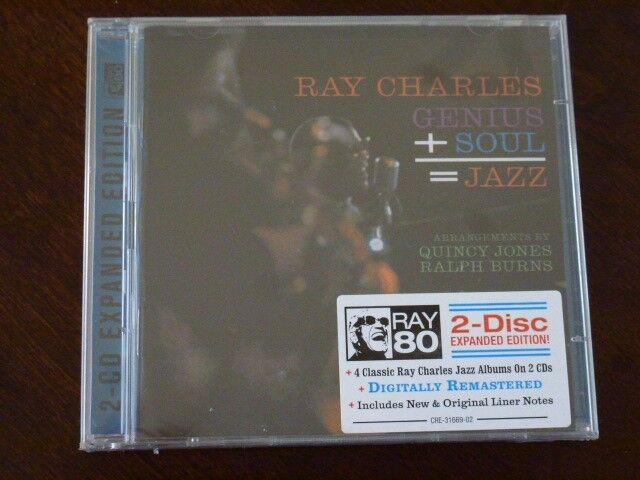 2-CD EXPANDED EDITION
RAY CHARLES
GENIUS
+ SOUL
= JAZZ
ARRANGEMENTS BY
QUINCY JONES
RALPH BURNS
RAY
80
2-Disc
EXPANDED EDITION!
+ 4 Classic Ray Charles Jazz Albums On 2 CDs
+ DIGITALLY REMASTERED
+ Includes New & Original Liner Notes
CRE-31669-02